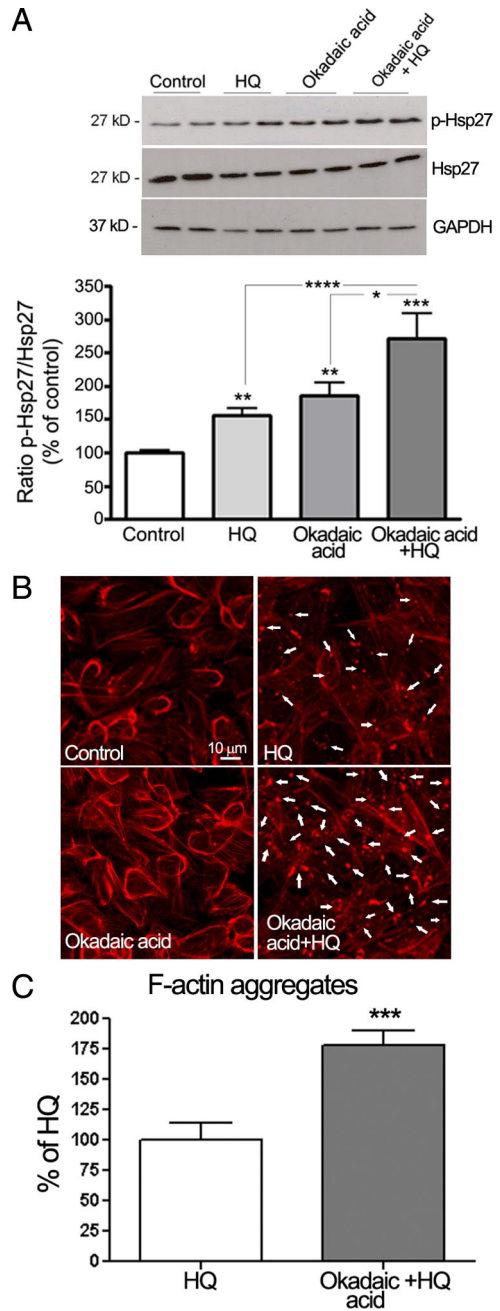 A
Control HQ Okadaic acid Okadaic acid
+ HQ
27 kD - p-Hsp27
27 kD - Hsp27
37 kD - GAPDH
Ratio p-Hsp27/Hsp27
(% of control)
350
300
250
200
150
100
50
0
****
*
***
**
**
Control HQ Okadaic Okadaic acid
acid +HQ
B
Control
10 µm
HQ
Okadaic acid
Okadaic
acid+HQ
C
F-actin aggregates
% of HQ
200
175
150
125
100
75
50
25
0
***
HQ Okadaic +HQ
acid